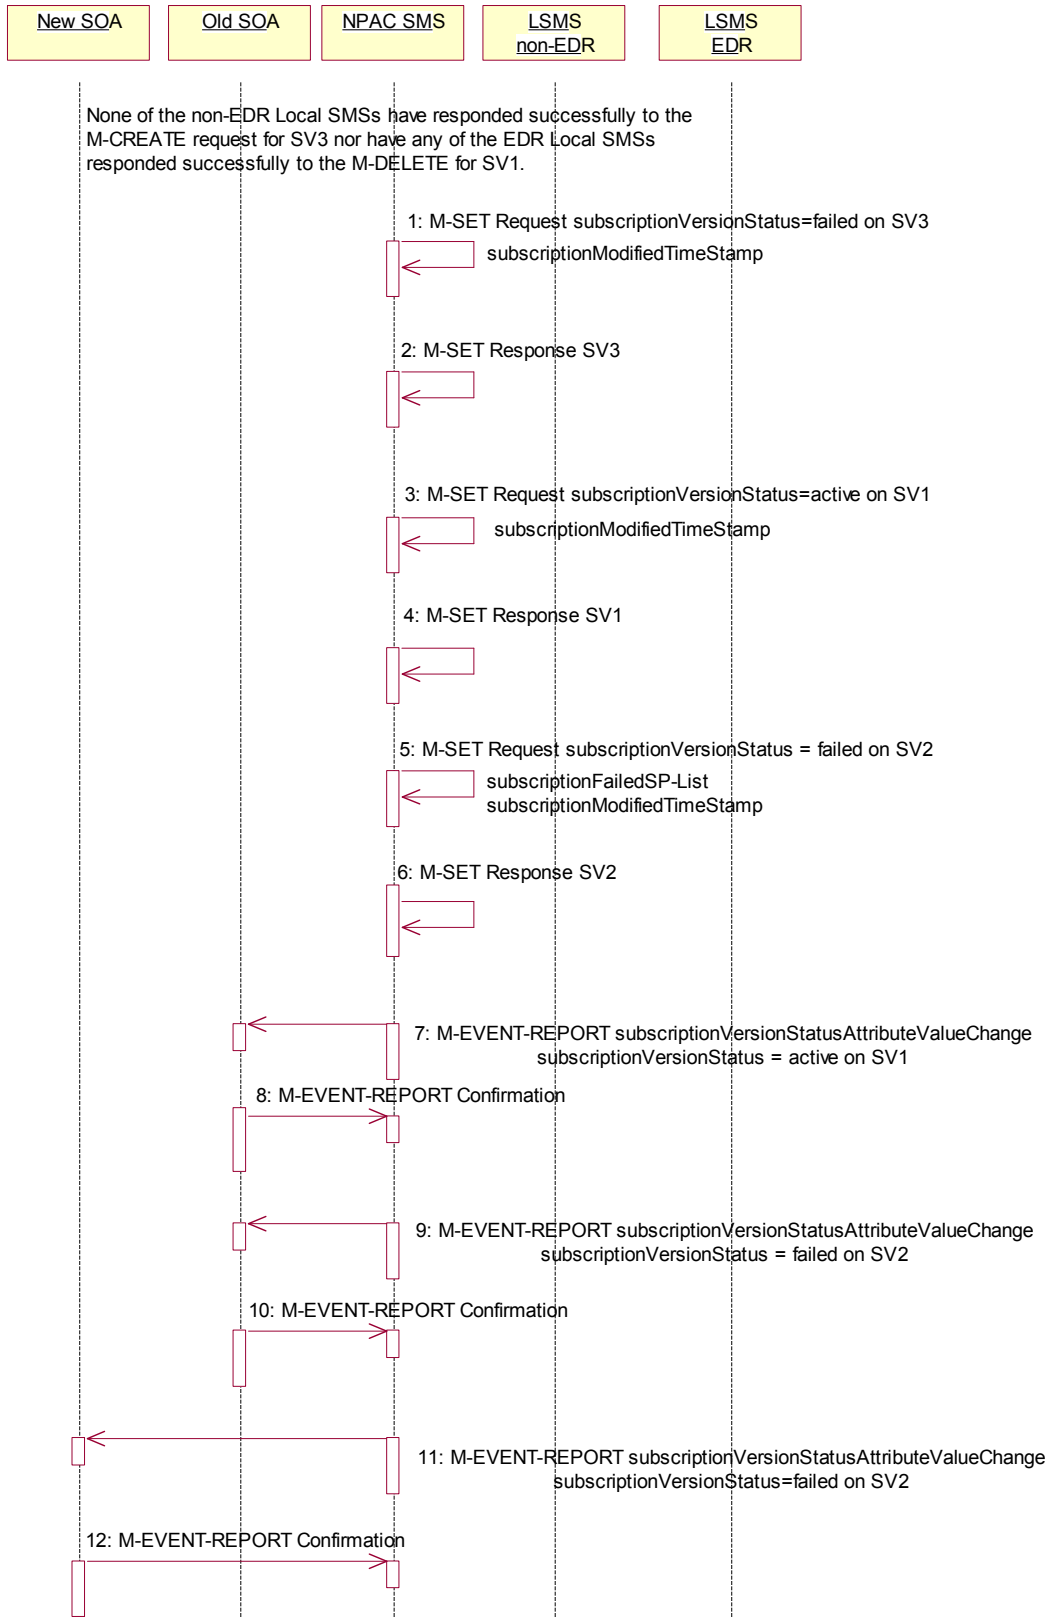 New SOA
Old SOA
NPAC SMS
LSMS
non-EDR
LSMS
EDR
None of the non-EDR Local SMSs have responded successfully to the
M-CREATE request for SV3 nor have any of the EDR Local SMSs
responded successfully to the M-DELETE for SV1.
1: M-SET Request subscriptionVersionStatus=failed on SV3
subscriptionModifiedTimeStamp
2: M-SET Response SV3
3: M-SET Request subscriptionVersionStatus=active on SV1
subscriptionModifiedTimeStamp
4: M-SET Response SV1
5: M-SET Request subscriptionVersionStatus = failed on SV2
subscriptionFailedSP-List
subscriptionModifiedTimeStamp
6: M-SET Response SV2
7: M-EVENT-REPORT subscriptionVersionStatusAttributeValueChange
subscriptionVersionStatus = active on SV1
8: M-EVENT-REPORT Confirmation
9: M-EVENT-REPORT subscriptionVersionStatusAttributeValueChange
subscriptionVersionStatus = failed on SV2
10: M-EVENT-REPORT Confirmation
11: M-EVENT-REPORT subscriptionVersionStatusAttributeValueChange
subscriptionVersionStatus=failed on SV2
12: M-EVENT-REPORT Confirmation